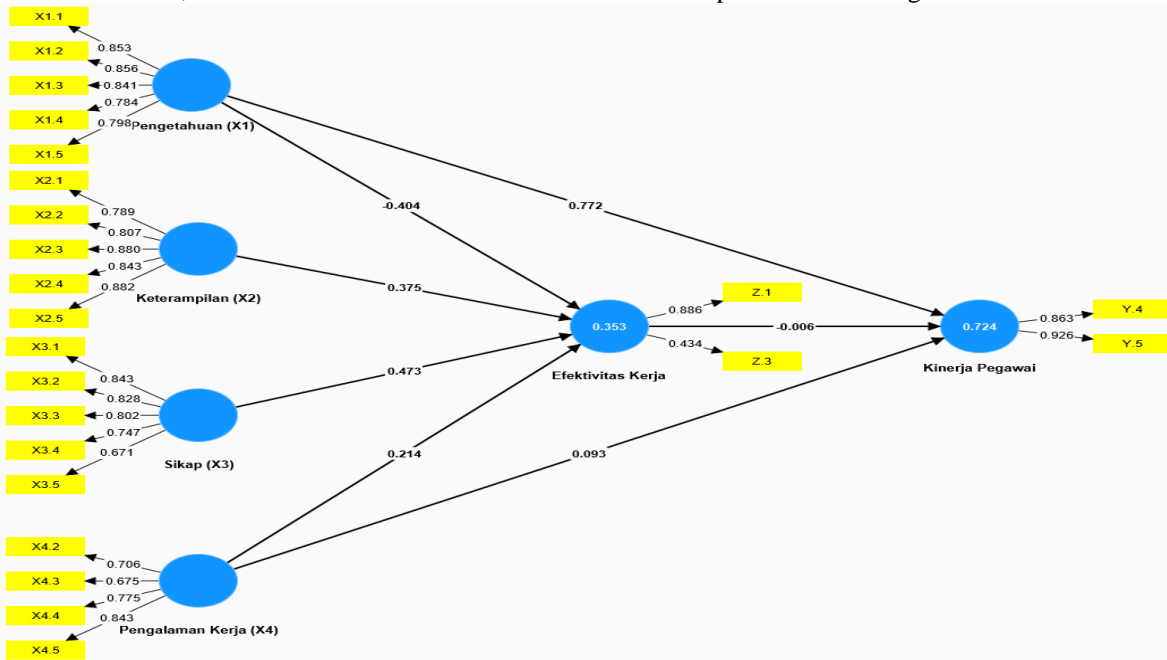 X1.1
0.853
X1.2
0.856
X1.3
0.841
X1.4
0.784
X1.5
0.798
Pengetahuan (X1)
X2.1
0.789
X2.2
0.807
X2.3
0.880
X2.4
0.843
X2.5
0.882
Keterampilan (X2)
X3.1
0.843
X3.2
0.828
X3.3
0.802
X3.4
0.747
X3.5
0.671
Sikap (X3)
X4.2
0.706
X4.3
0.675
X4.4
0.775
X4.5
0.843
Pengalaman Kerja (X4)
-0.404
0.772
0.375
0.473
0.214
0.093
0.353
Efektivitas Kerja
0.886
Z.1
0.434
Z.3
-0.006
0.724
Kinerja Pegawai
0.863
Y.4
0.926
Y.5